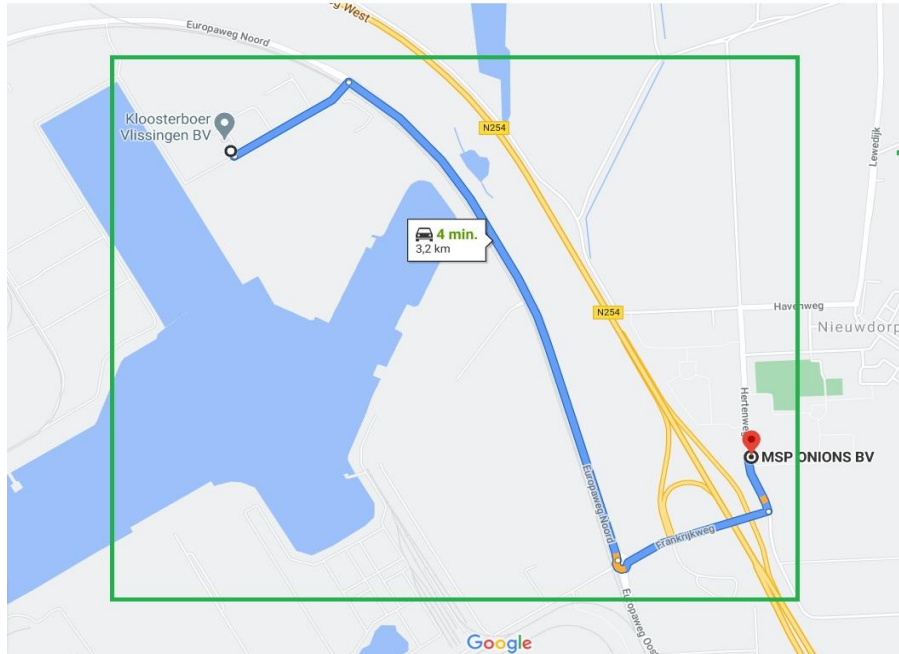 Europaweg Noord
g-West
Kloosterboer
Vlissingen BV
N254
Lewedijk
4 min.
3,2 km
Havenweg
N254
Nieuwdorp
Hertenweg
MSP ONIONS BV
Europaweg Noord
Frankrijkweg
Europaweg Oost
Google